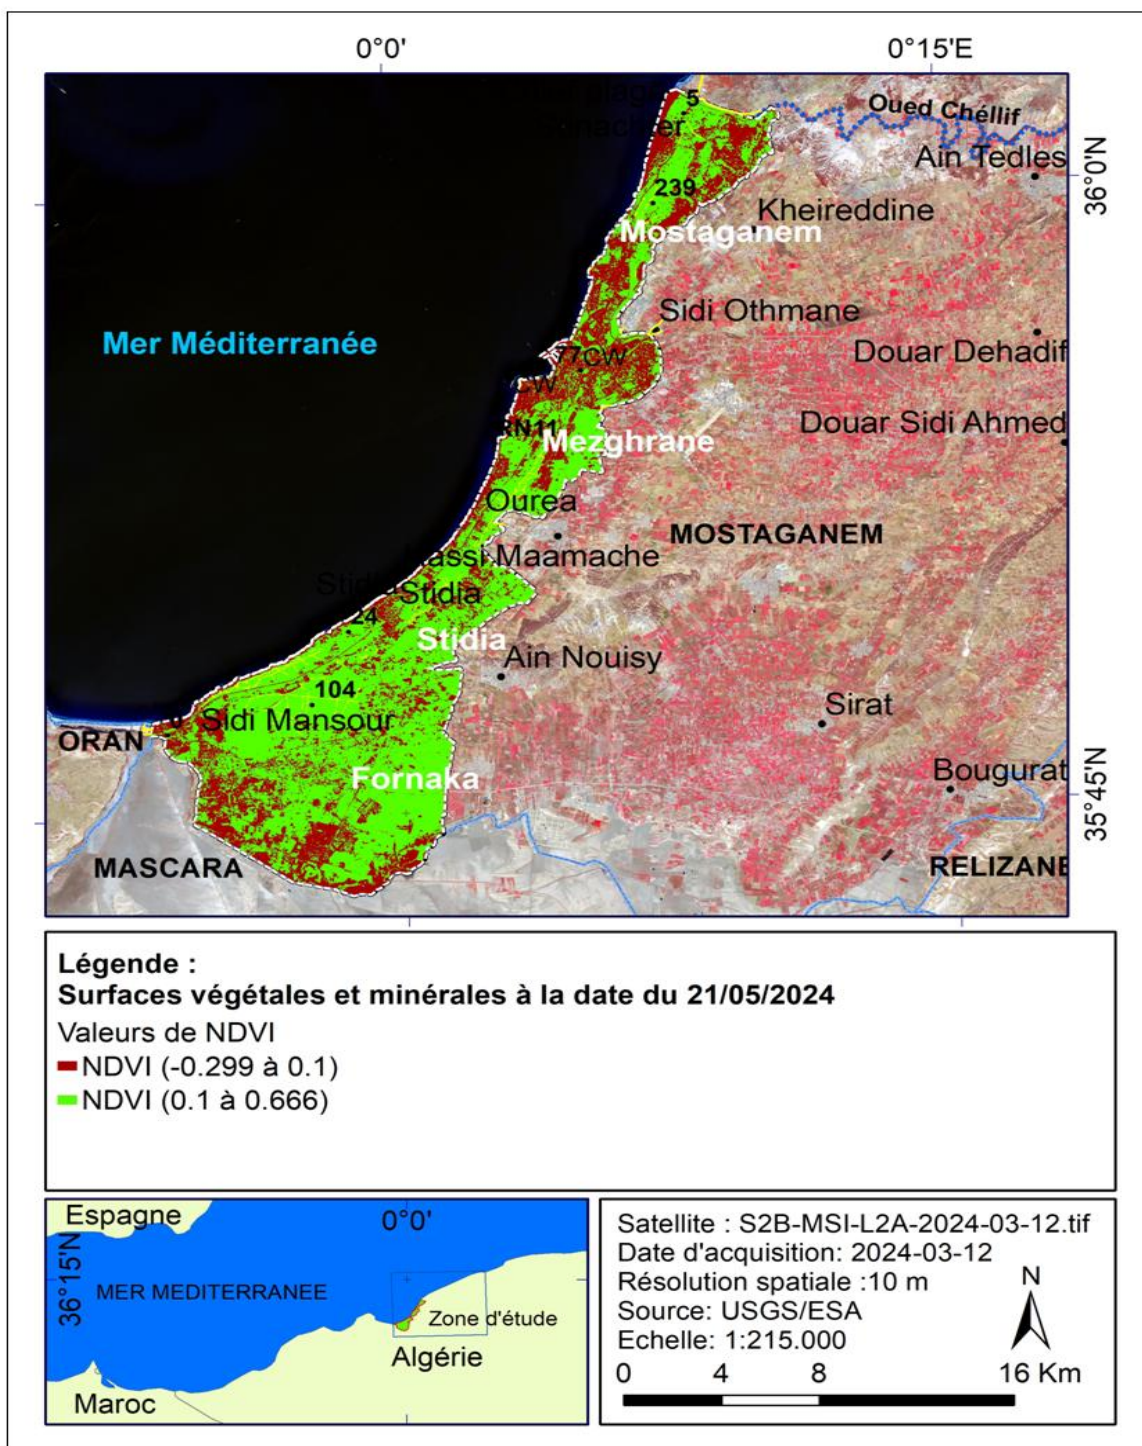 0°0'
0°15'E
5
Oued Chéllif
Ain Tedles
36°0'N
239
Kheireddine
Mostaganem
Sidi Othmane
Mer Méditerranée
77CW
Douar Dehadif
CW
Douar Sidi Ahmed
RN11
Mezghrane
Ourea
MOSTAGANEM
assi Maamache
Stidia
Stidia
24
Stidia
Ain Nouisy
104
Sidi Mansour
Sirat
ORAN
Fornaka
Bougurat
35°45'N
MASCARA
RELIZANE
Légende :
Surfaces végétales et minérales à la date du 21/05/2024
Valeurs de NDVI
NDVI (-0.299 à 0.1)
NDVI (0.1 à 0.666)
Espagne
0°0'
36°15'N
MER MEDITERRANEE
Zone d'étude
Algérie
Maroc
Satellite : S2B-MSI-L2A-2024-03-12.tif
Date d'acquisition: 2024-03-12
Résolution spatiale :10 m
Source: USGS/ESA
Echelle: 1:215.000
N
0 4 8 16 Km